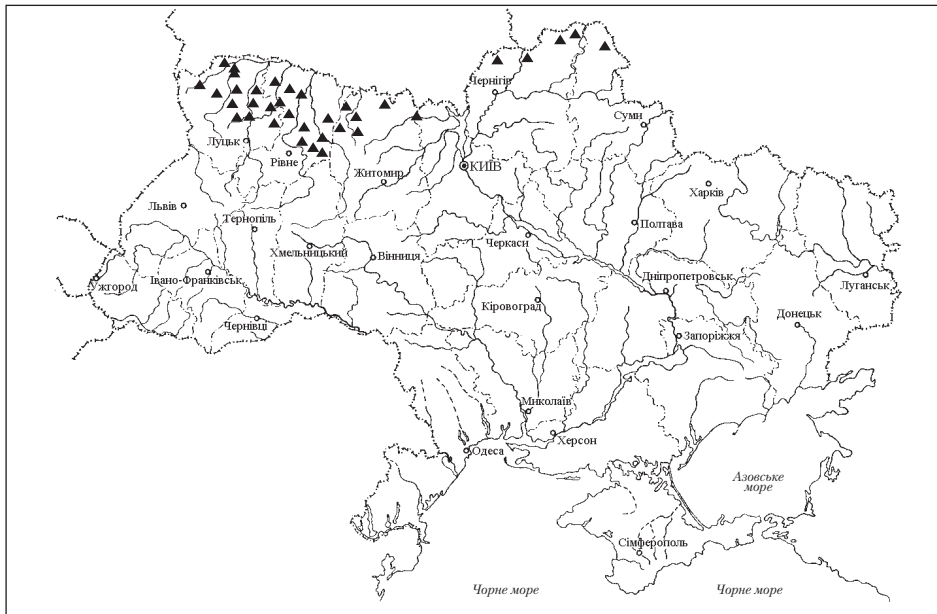 Чернігів
Суми
Луцьк
Рівне
КИЇВ
Житомир
Харків
Львів
Тернопіль
Полтава
Хмельницький
Вінниця
Черкаси
Ужгород
Івано-Франківськ
Дніпропетровськ
Луганськ
Кіровоград
Донецьк
Чернівці
Запоріжжя
Миколаїв
Херсон
Одеса
Азовське
море
Сімферополь
Чорне море
Чорне море